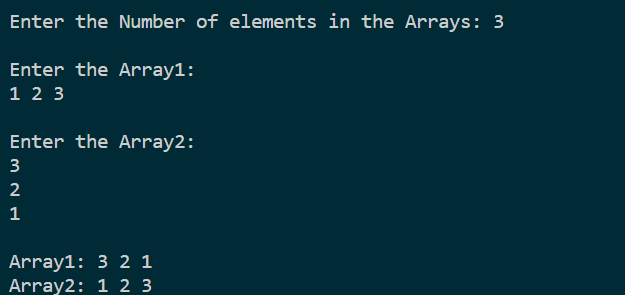 Enter the Number of elements in the Arrays: 3
Enter the Array1:
1 2 3
Enter the Array2:
3
2
1
Array1: 3 2 1
Array2: 1 2 3